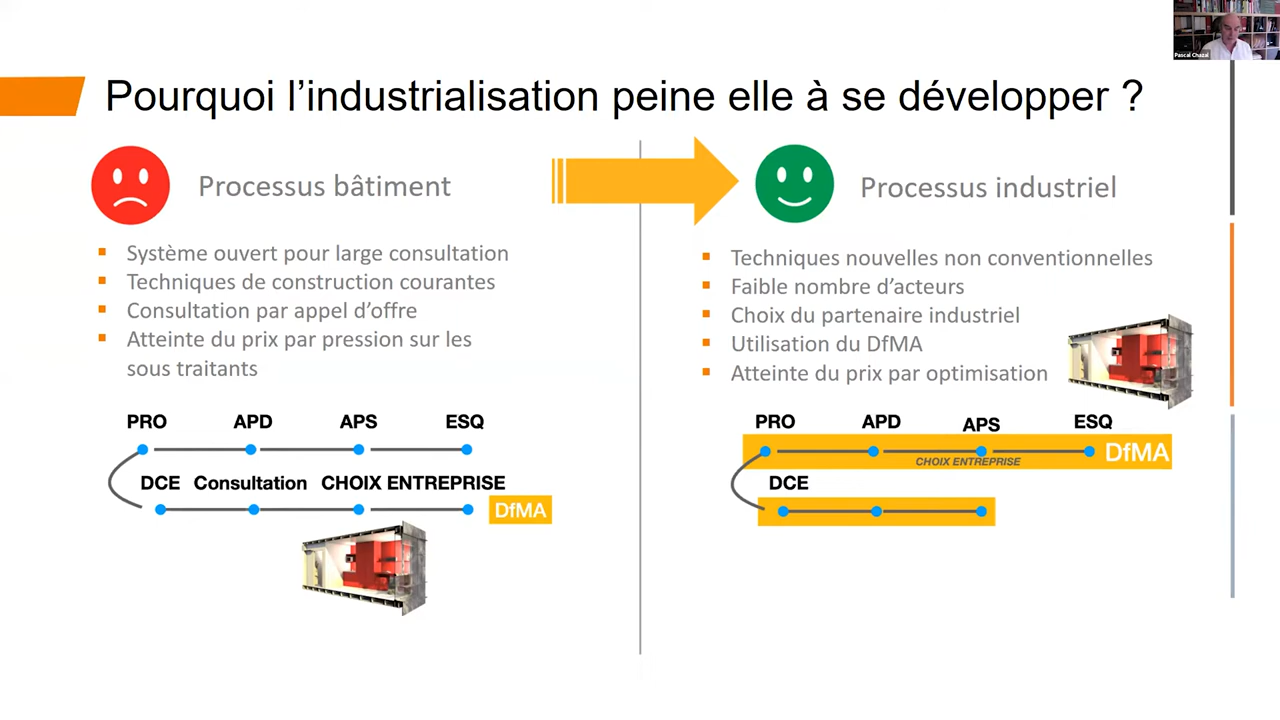 Pascal Chazal
Pourquoi l’industrialisation peine elle à se développer ?
Processus bâtiment
Système ouvert pour large consultation
Techniques de construction courantes
Consultation par appel d’offre
Atteinte du prix par pression sur les
sous traitants
PRO APD APS ESQ
DCE Consultation CHOIX ENTREPRISE
DfMA
Processus industriel
Techniques nouvelles non conventionnelles
Faible nombre d’acteurs
Choix du partenaire industriel
Utilisation du DfMA
Atteinte du prix par optimisation
PRO APD APS ESQ
DfMA
CHOIX ENTREPRISE
DCE